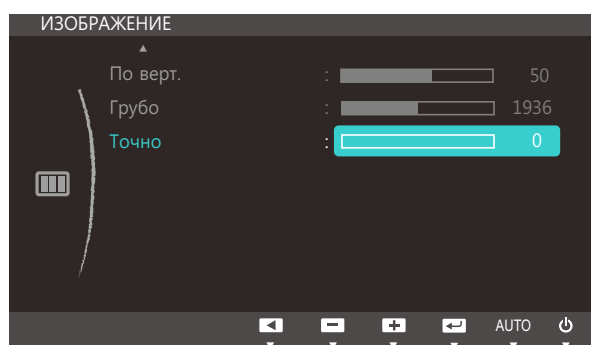 ИЗОБРАЖЕНИЕ
По верт. : 50
Грубо : 1936
Точно : 0
AUTO